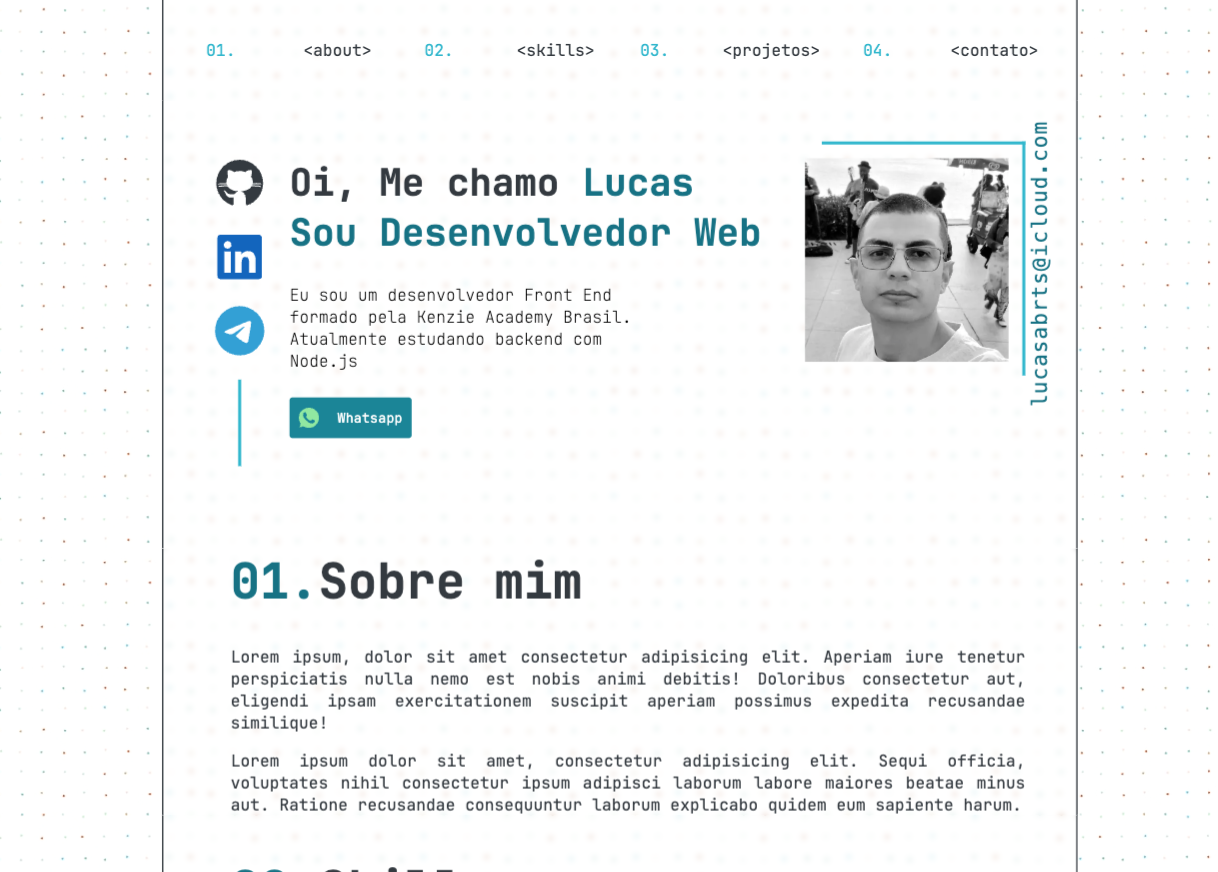 01. <about> 02. <skills> 03. <projetos> 04. <contato>
Oi, Me chamo Lucas
Sou Desenvolvedor Web
in
Eu sou um desenvolvedor Front End
formado pela Kenzie Academy Brasil.
Atualmente estudando backend com
Node.js
Whatsapp
lucasabrts@icloud.com
01.Sobre mim
Lorem ipsum, dolor sit amet consectetur adipisicing elit. Aperiam iure tenetur
perspiciatis nulla nemo est nobis animi debitis! Doloribus consectetur aut,
eligendi ipsam exercitationem suscipit aperiam possimus expedita recusandae
similique!
Lorem ipsum dolor sit amet, consectetur adipisicing elit. Sequi officia,
voluptates nihil consectetur ipsum adipisci laborum labore maiores beatae minus
aut. Ratione recusandae consequuntur laborum explicabo quidem eum sapiente harum.